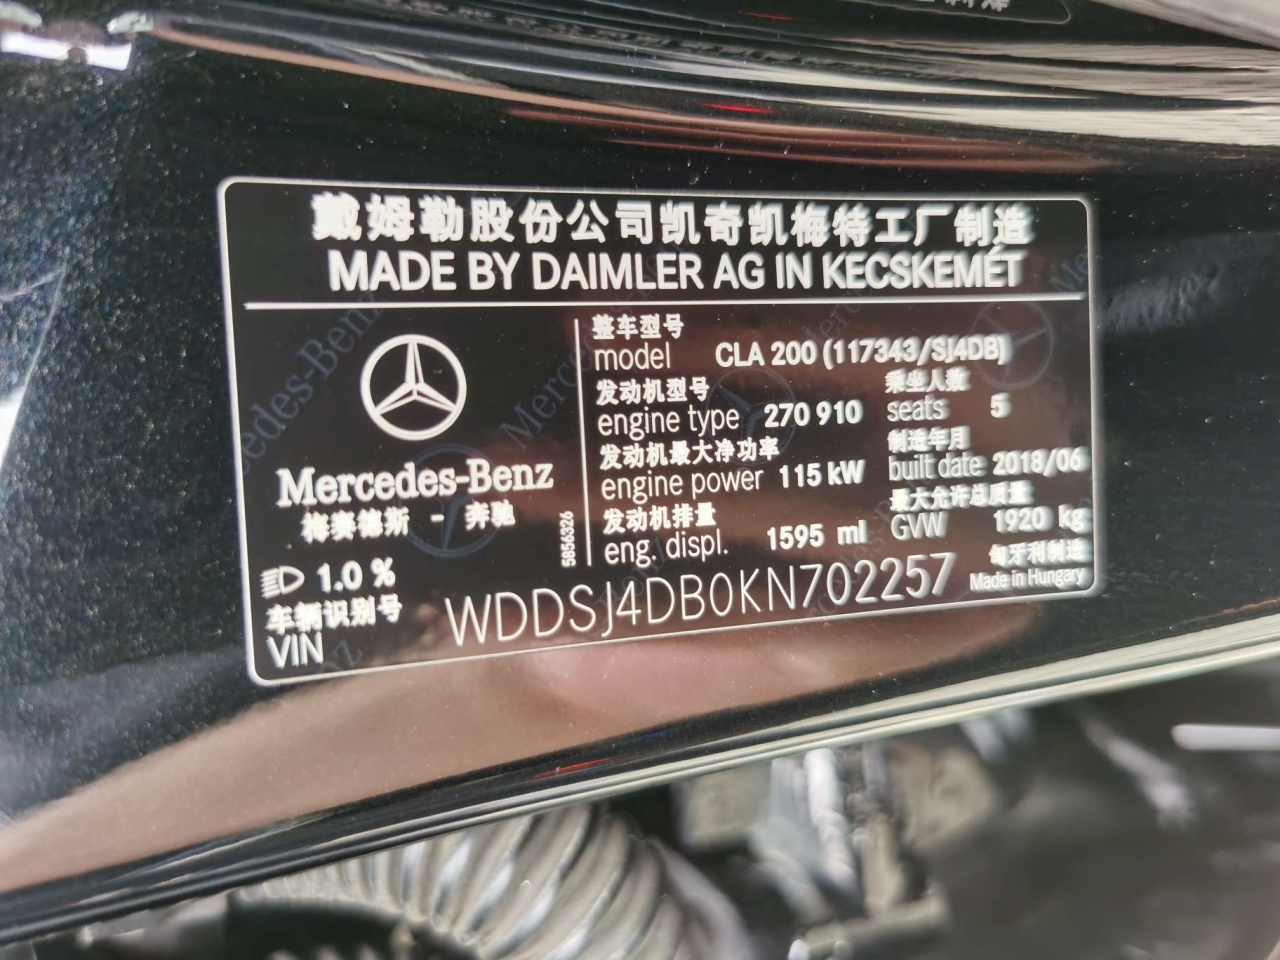 戴姆勒股份公司凯奇凯梅特工厂制造
MADE BY DAIMLER AG IN KECSKEMÉT
Mercedes-Benz
梅赛德斯 - 奔驰
1.0 %
5856326
整车型号
model CLA 200 (117343/SJ4DB)
发动机型号
engine type 270 910
乘坐人数
seats 5
发动机最大净功率
engine power 115 kW
制造年月
built date 2018/06
发动机排量
eng. displ. 1595 ml
最大允许总质量
GVW 1920 kg
车辆识别号
VIN WDDSJ4DB0KN702257
匈牙利制造
Made in Hungary